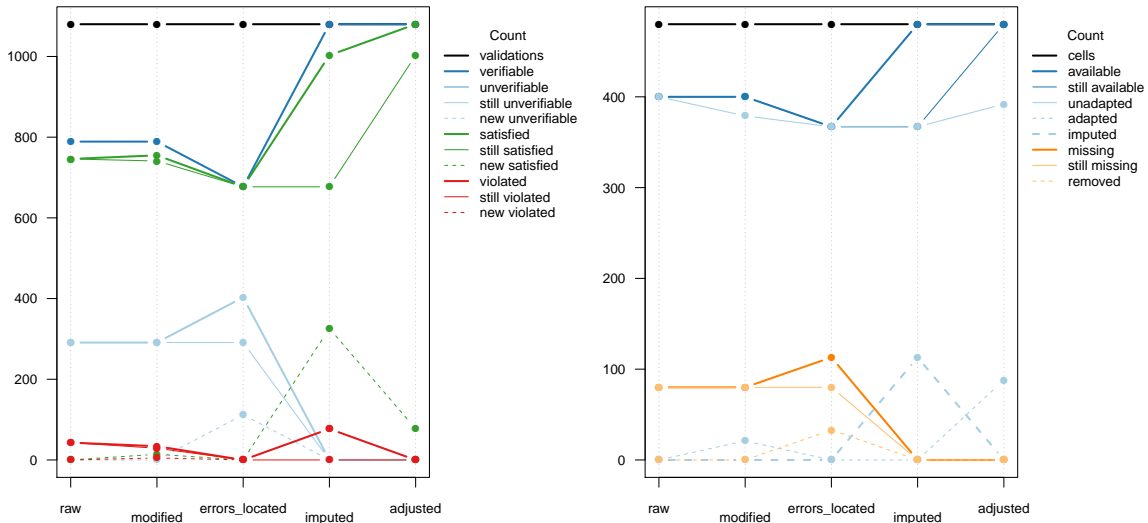 1000
800
600
400
200
0
raw
modified
errors_located
imputed
adjusted
Count
validations
verifiable
unverifiable
still unverifiable
new unverifiable
satisfied
still satisfied
new satisfied
violated
still violated
new violated
400
300
200
100
0
raw
modified
errors_located
imputed
adjusted
Count
cells
available
still available
unadapted
adapted
imputed
missing
still missing
removed